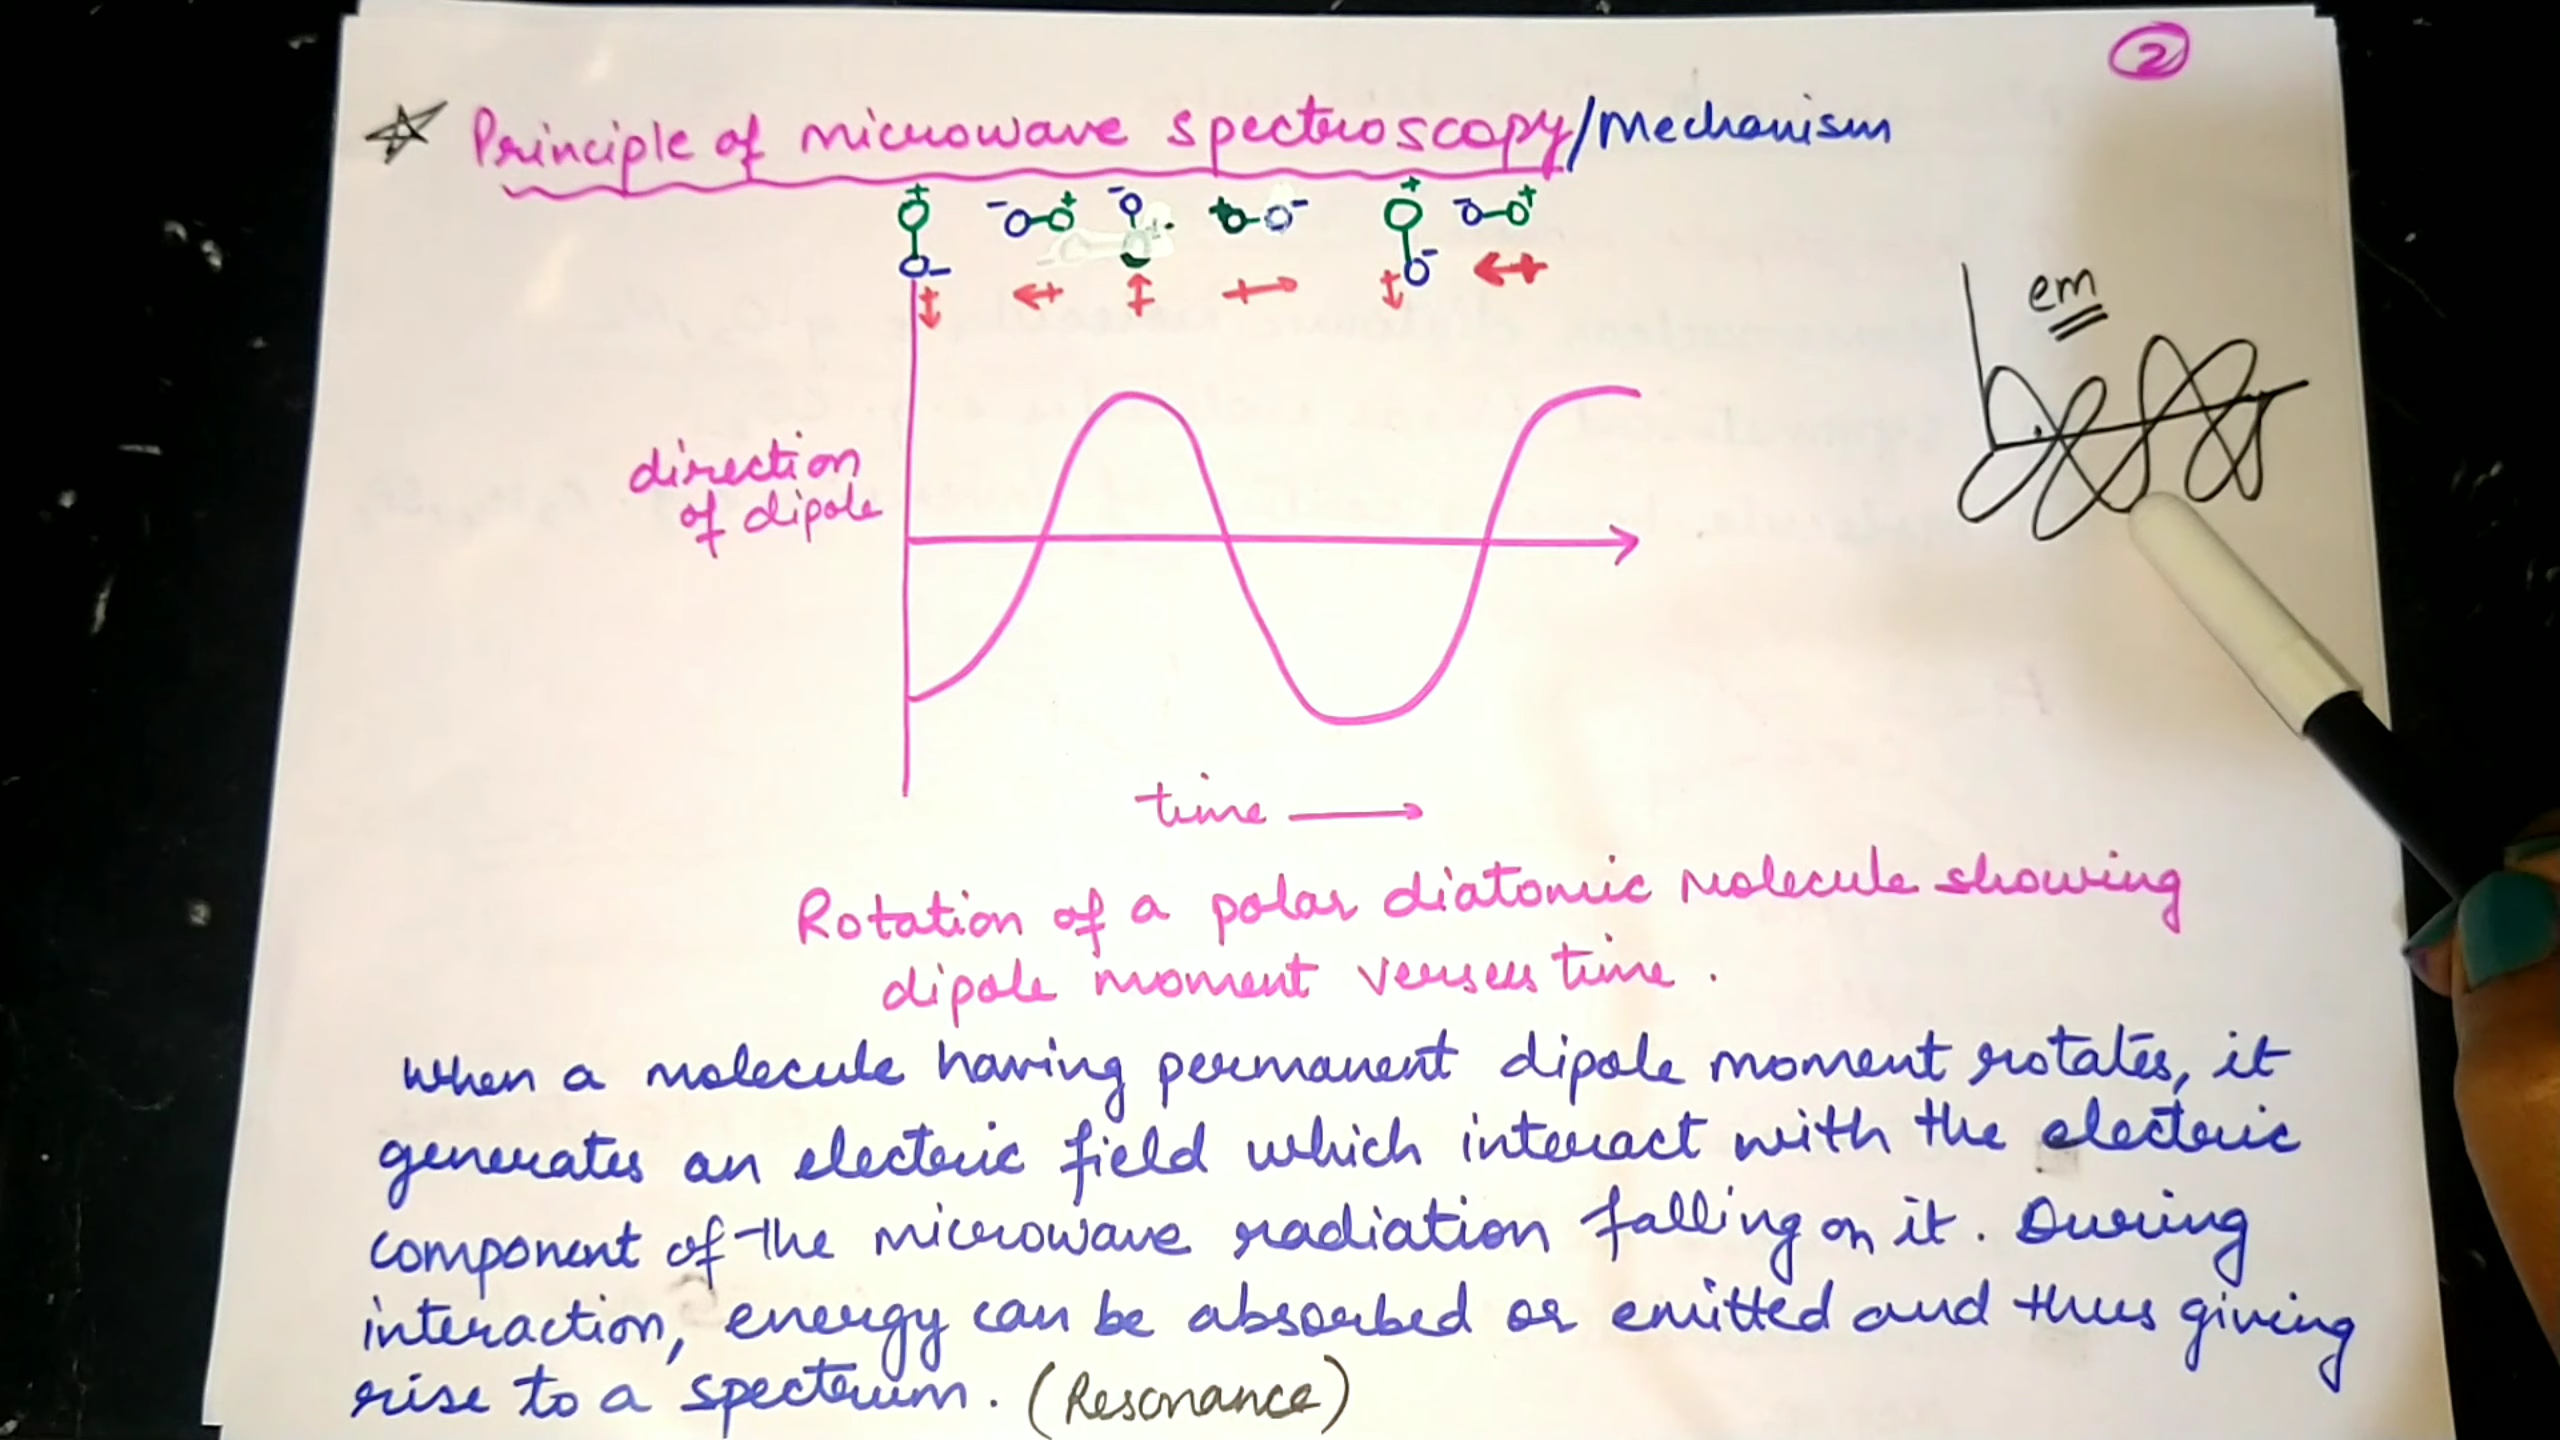 2
Principle of microwave spectroscopy/Mechanism
+ - + - - + + - +
- + -
em
direction
of dipole
time
Rotation of a polar diatomic molecule showing
dipole moment versus time.
When a molecule having permanent dipole moment rotates, it
generates an electric field which interact with the electric
component of the microwave radiation falling on it. During
interaction, energy can be absorbed or emitted and thus giving
rise to a spectrum. (Resonance)